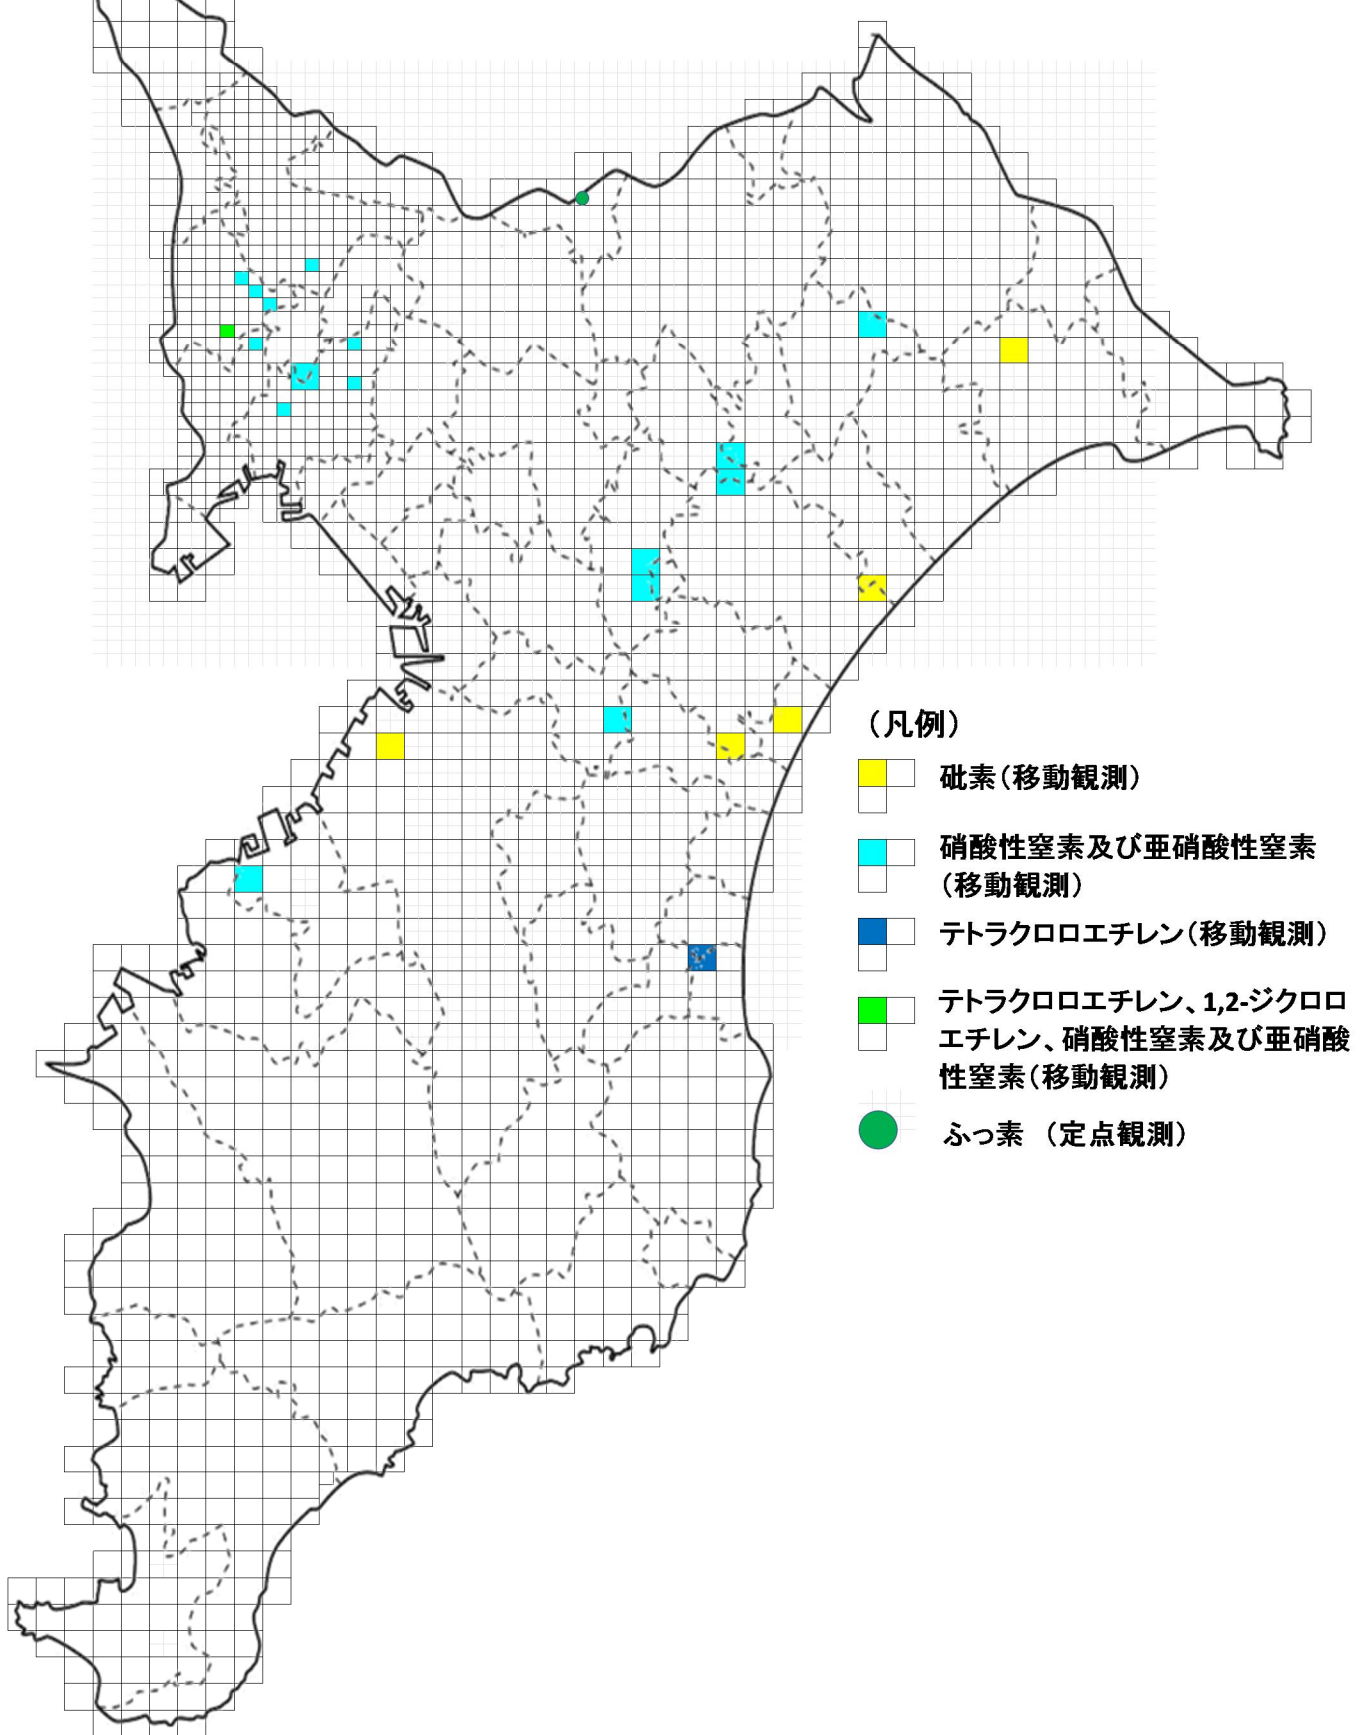 （凡例）
砒素（移動観測）
硝酸性窒素及び亜硝酸性窒素
（移動観測）
テトラクロロエチレン（移動観測）
テトラクロロエチレン、1,2-ジクロロ
エチレン、硝酸性窒素及び亜硝酸
性窒素（移動観測）
ふっ素　（定点観測）